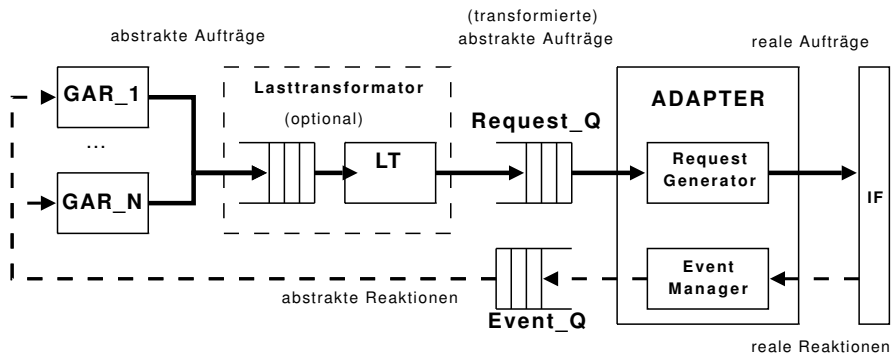 (transformierte)
abstrakte Aufträge
abstrakte Aufträge
reale Aufträge
GAR_1
...
GAR_N
Lasttransformator
(optional)
LT
Request_Q
ADAPTER
Request
Generator
IF
Event
Manager
abstrakte Reaktionen
Event_Q
reale Reaktionen